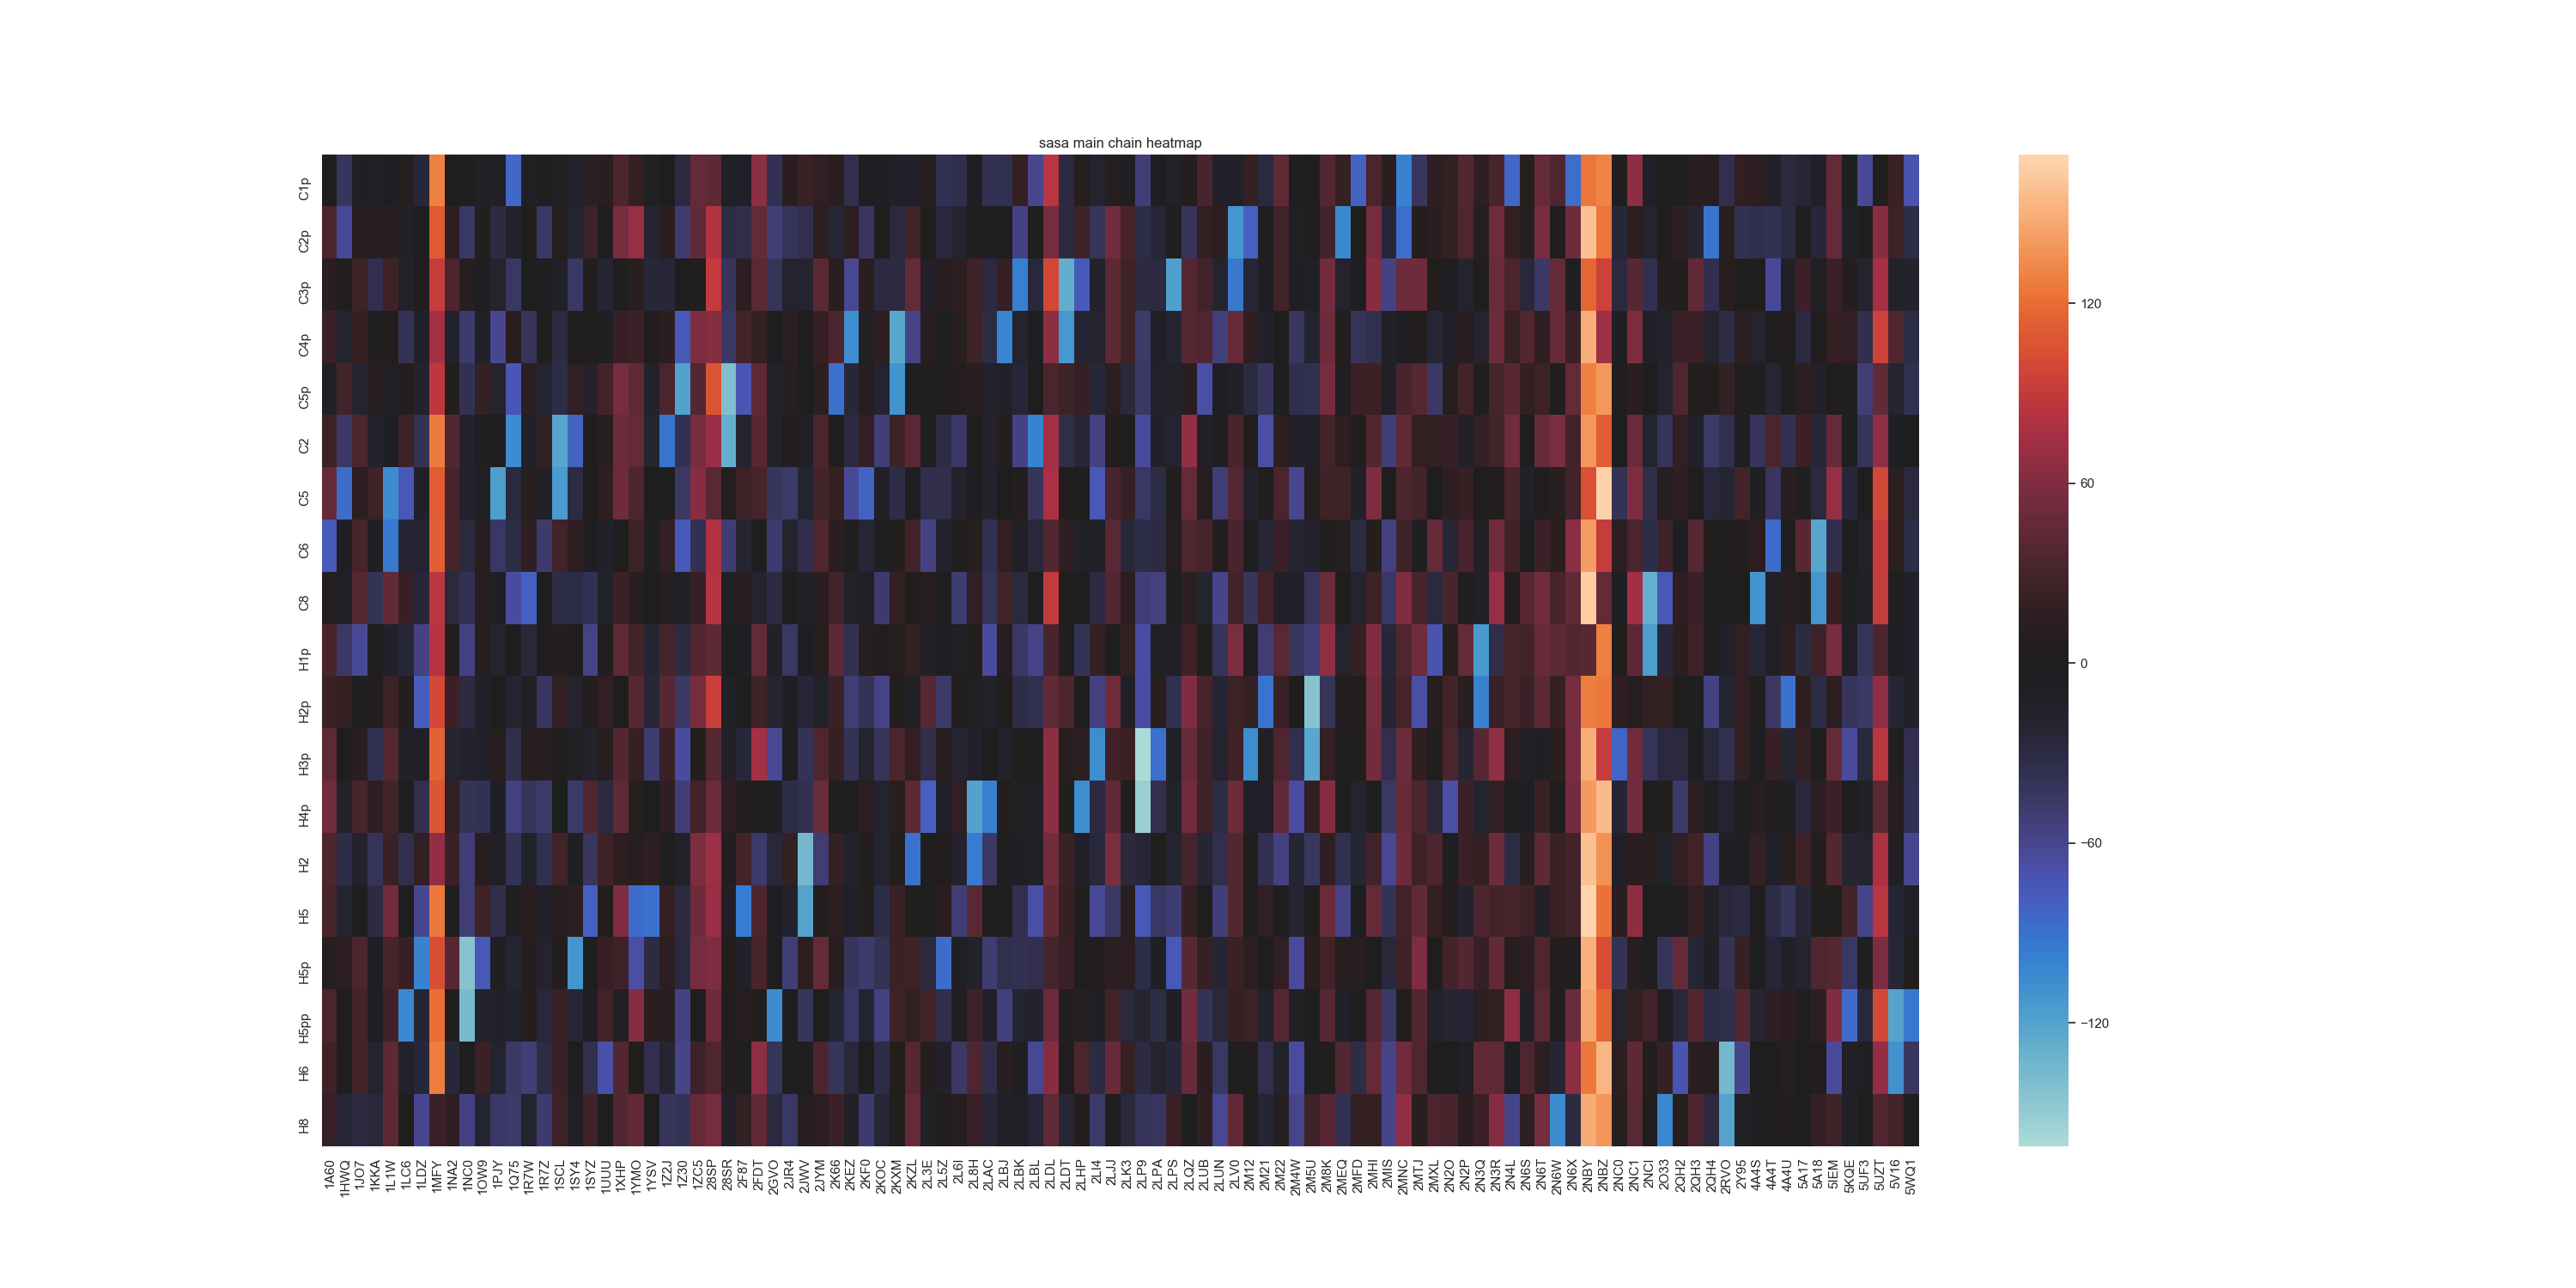 sasa main chain heatmap
C1p
C2p
C3p
C4p
C5p
C2
C5
C6
C8
H1p
H2p
H3p
H4p
H2
H5
H5p
H5pp
H6
H8
120
60
0
−60
−120
1A60
1HWQ
1JO7
1KKA
1L1W
1LC6
1LDZ
1MFY
1NA2
1NC0
1OW9
1PJY
1Q75
1R7W
1R7Z
1SCL
1SY4
1SYZ
1UUU
1XHP
1YMO
1YSV
1Z2J
1Z30
1ZC5
28SP
28SR
2F87
2FDT
2GVO
2JR4
2JWV
2JYM
2K66
2KEZ
2KF0
2KOC
2KXM
2KZL
2L3E
2L5Z
2L6I
2L8H
2LAC
2LBJ
2LBK
2LBL
2LDL
2LDT
2LHP
2LI4
2LJJ
2LK3
2LP9
2LPA
2LPS
2LQZ
2LUB
2LUN
2LV0
2M12
2M21
2M22
2M4W
2M5U
2M8K
2MEQ
2MFD
2MHI
2MIS
2MNC
2MTJ
2MXL
2N2O
2N2P
2N3Q
2N3R
2N4L
2N6S
2N6T
2N6W
2N6X
2NBY
2NBZ
2NC0
2NC1
2NCI
2O33
2QH2
2QH3
2QH4
2RVO
2Y95
4A4S
4A4T
4A4U
5A17
5A18
5IEM
5KQE
5UF3
5UZT
5V16
5WQ1